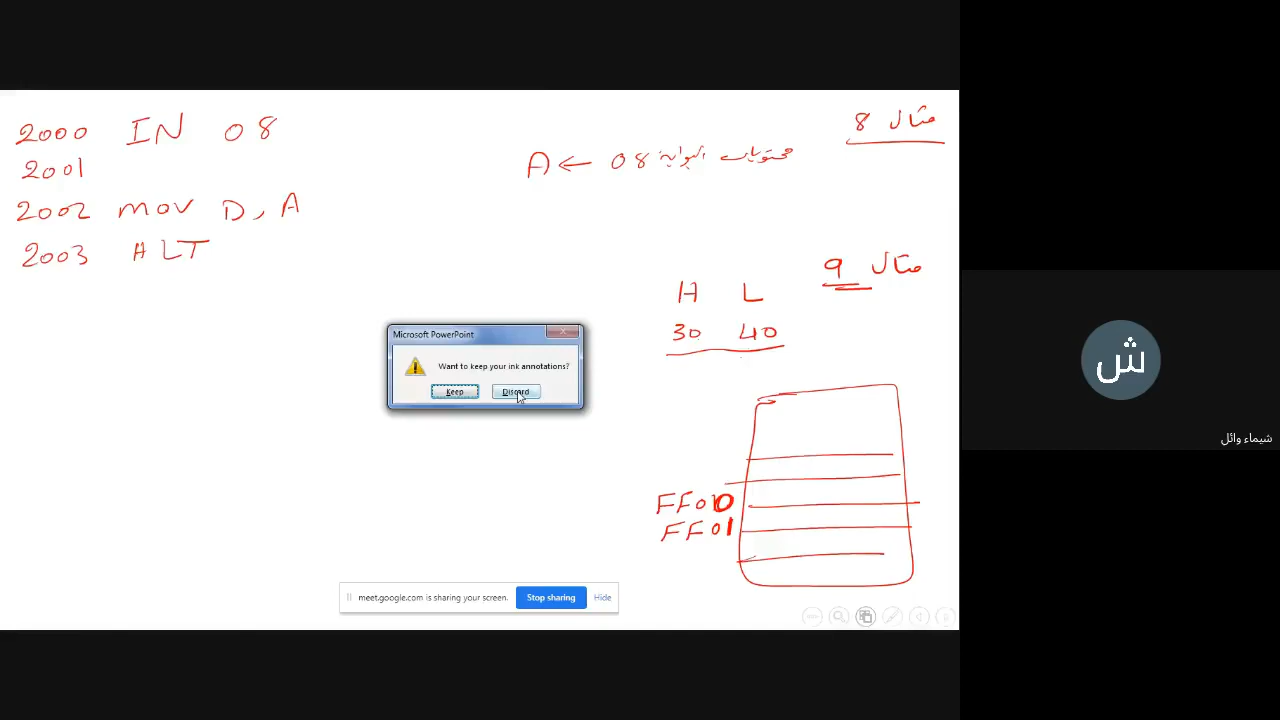 2000 IN 08
2001
2002 MOV D, A
2003 HLT
مثال 8
A ← 08 محتويات البوابة
مثال 9
H L
30 40
FF00
FF01
Microsoft PowerPoint
Want to keep your ink annotations?
Keep Discard
meet.google.com is sharing your screen. Stop sharing Hide
ش
شيماء وائل